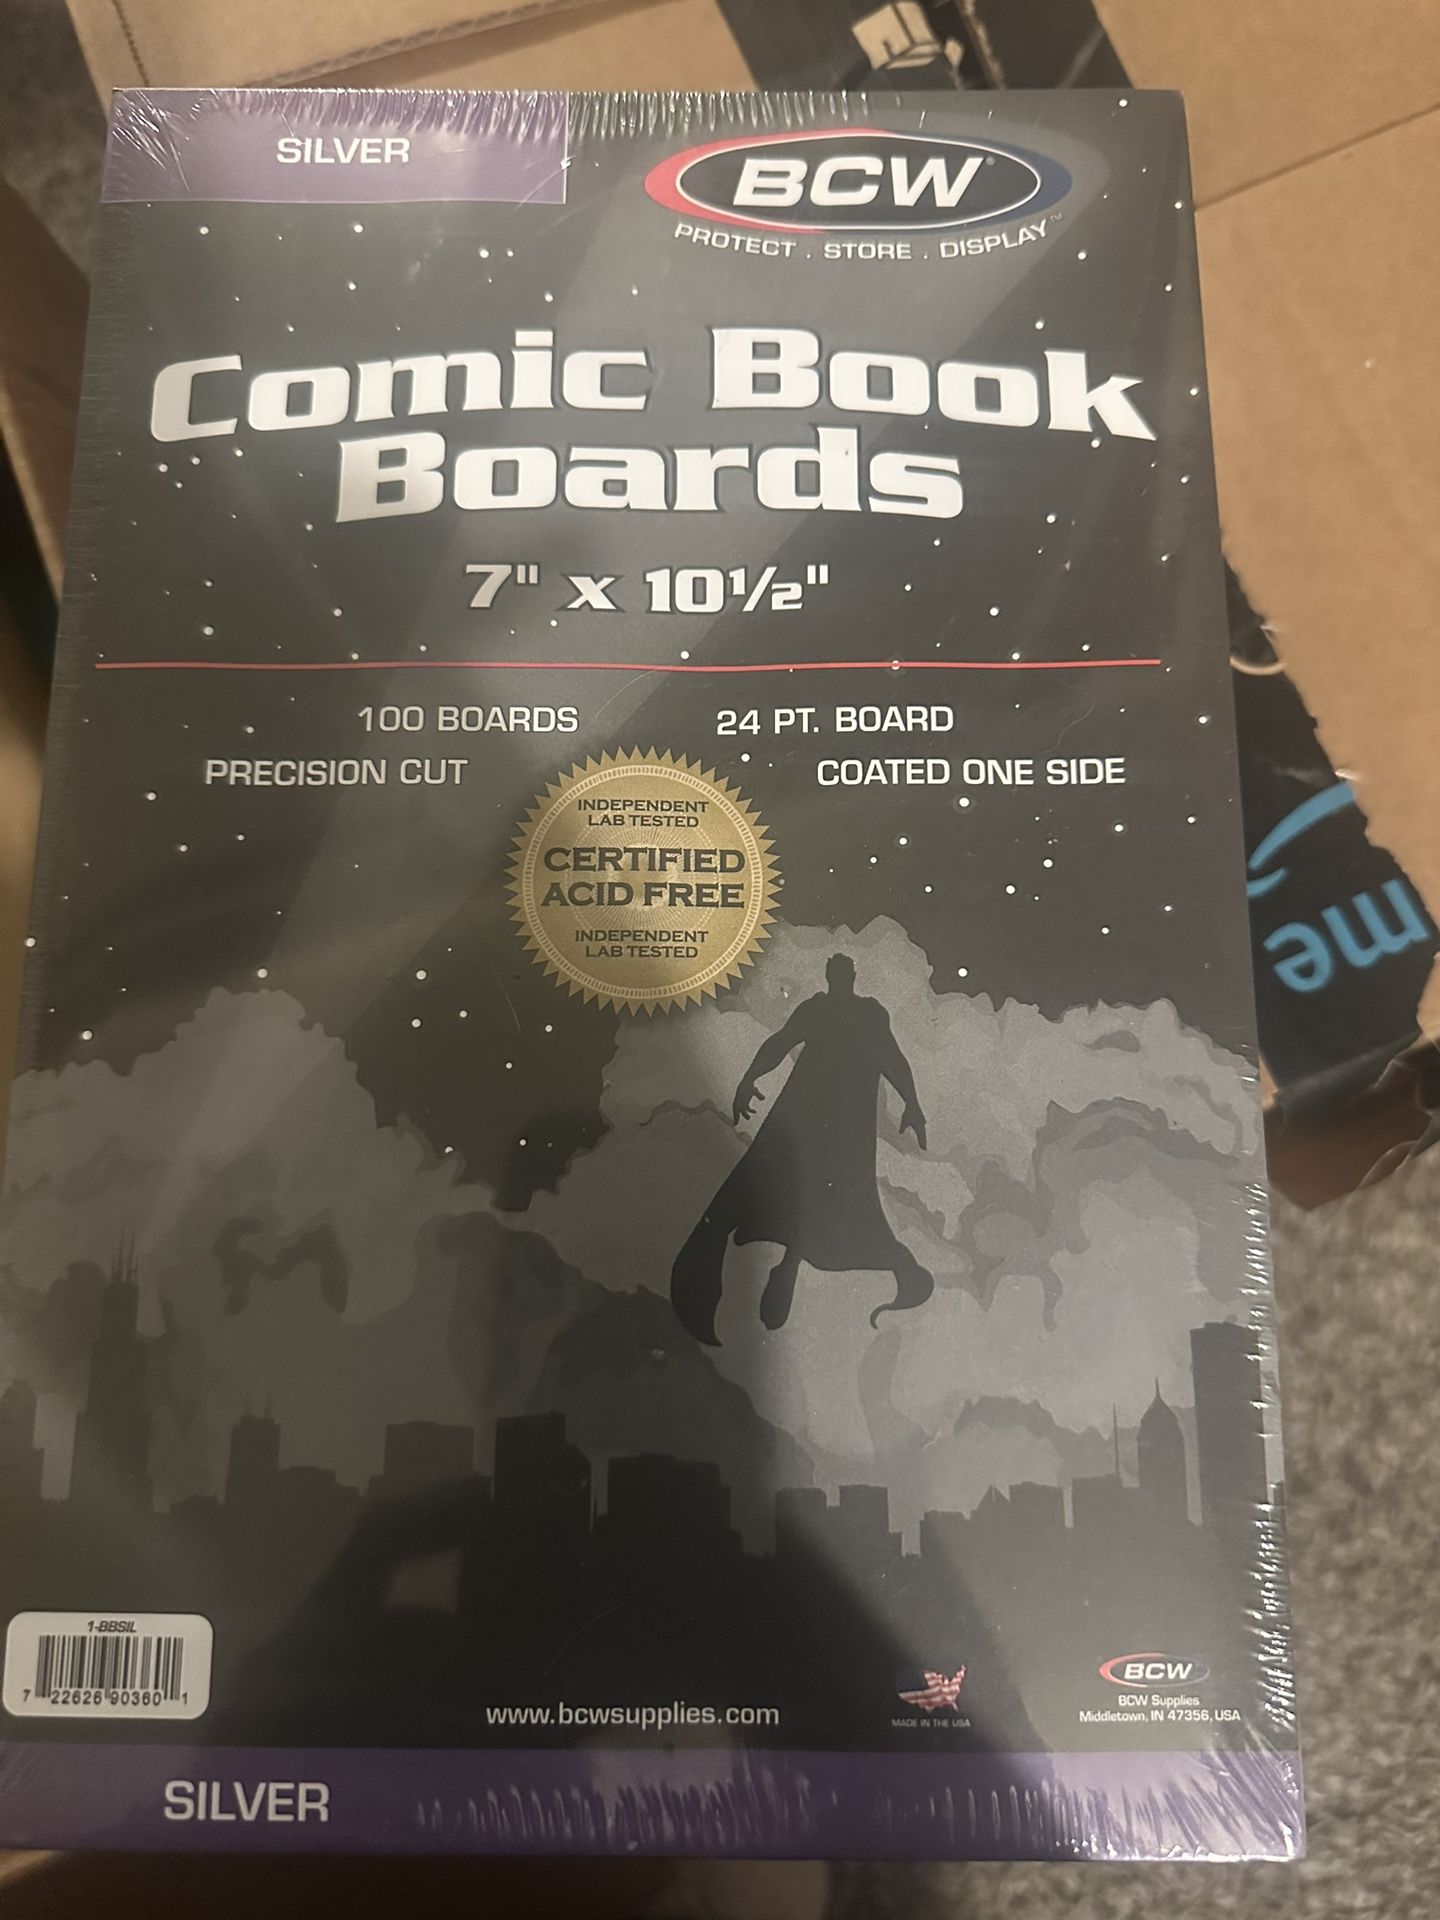 SILVER
BCW®
PROTECT . STORE . DISPLAY™
Comic Book
Boards
7" x 10½"
100 BOARDS
24 PT. BOARD
PRECISION CUT
COATED ONE SIDE
INDEPENDENT
LAB TESTED
CERTIFIED
ACID FREE
INDEPENDENT
LAB TESTED
me
1-BBSIL
7 22626 90360 1
www.bcwsupplies.com
MADE IN THE USA
BCW
BCW Supplies
Middletown, IN 47356, USA
SILVER